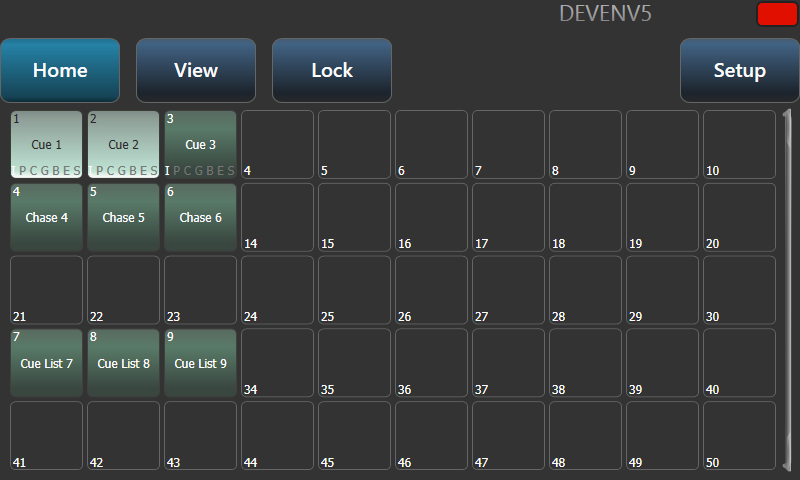 DEVENV5
Home View Lock Setup
1 2 3
Cue 1 Cue 2 Cue 3
I P C G B E S I P C G B E S I P C G B E S 4 5 6 7 8 9 10
4 5 6
Chase 4 Chase 5 Chase 6
14 15 16 17 18 19 20
21 22 23 24 25 26 27 28 29 30
7 8 9
Cue List 7 Cue List 8 Cue List 9
34 35 36 37 38 39 40
41 42 43 44 45 46 47 48 49 50